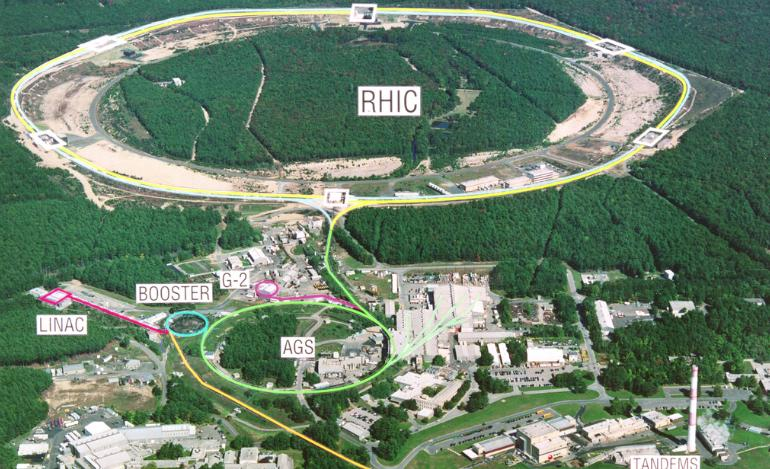 RHIC
G-2
BOOSTER
LINAC
AGS
TANDEMS